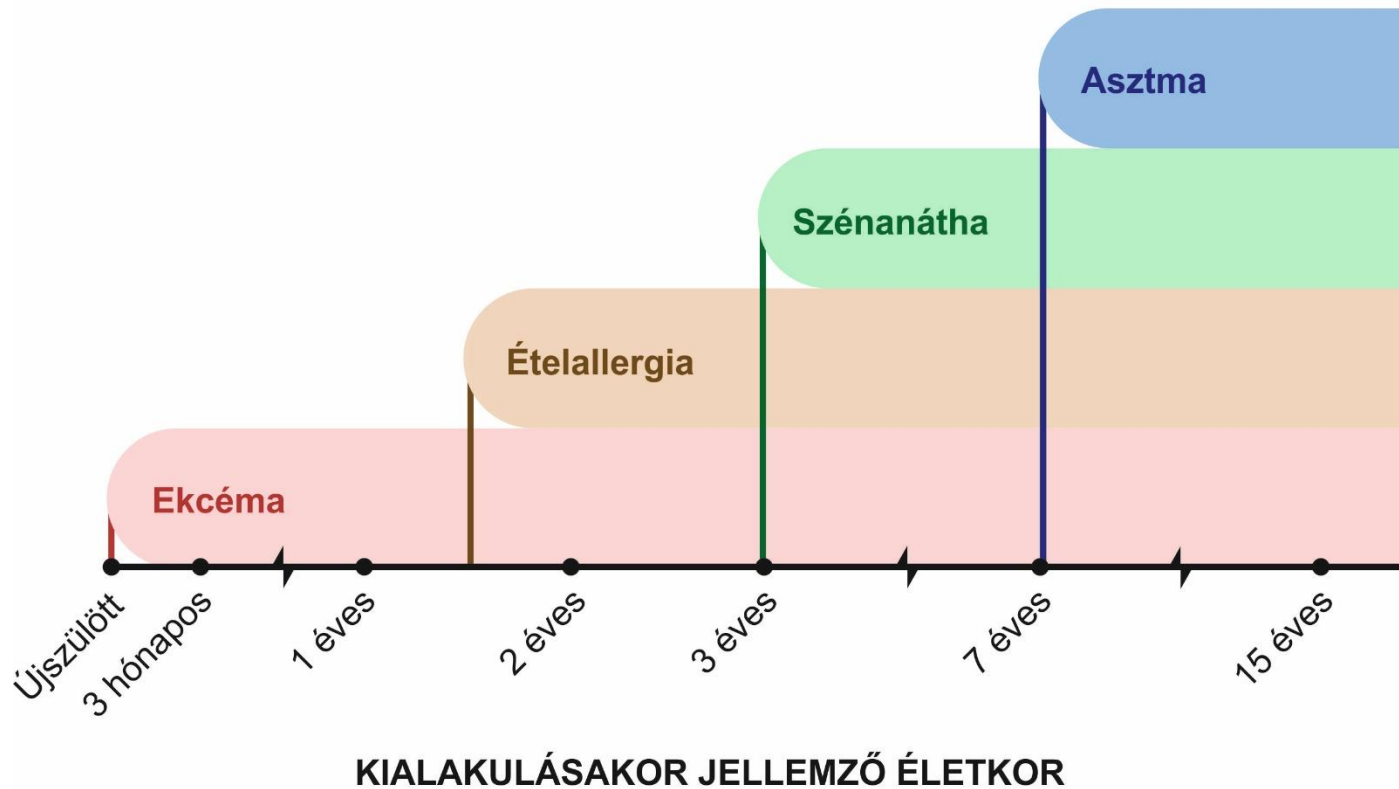 Asztma
Szénanátha
Ételallergia
Ekcéma
Újszülött
3 hónapos
1 éves
2 éves
3 éves
7 éves
15 éves
KIALAKULÁSAKOR JELLEMZŐ ÉLETKOR